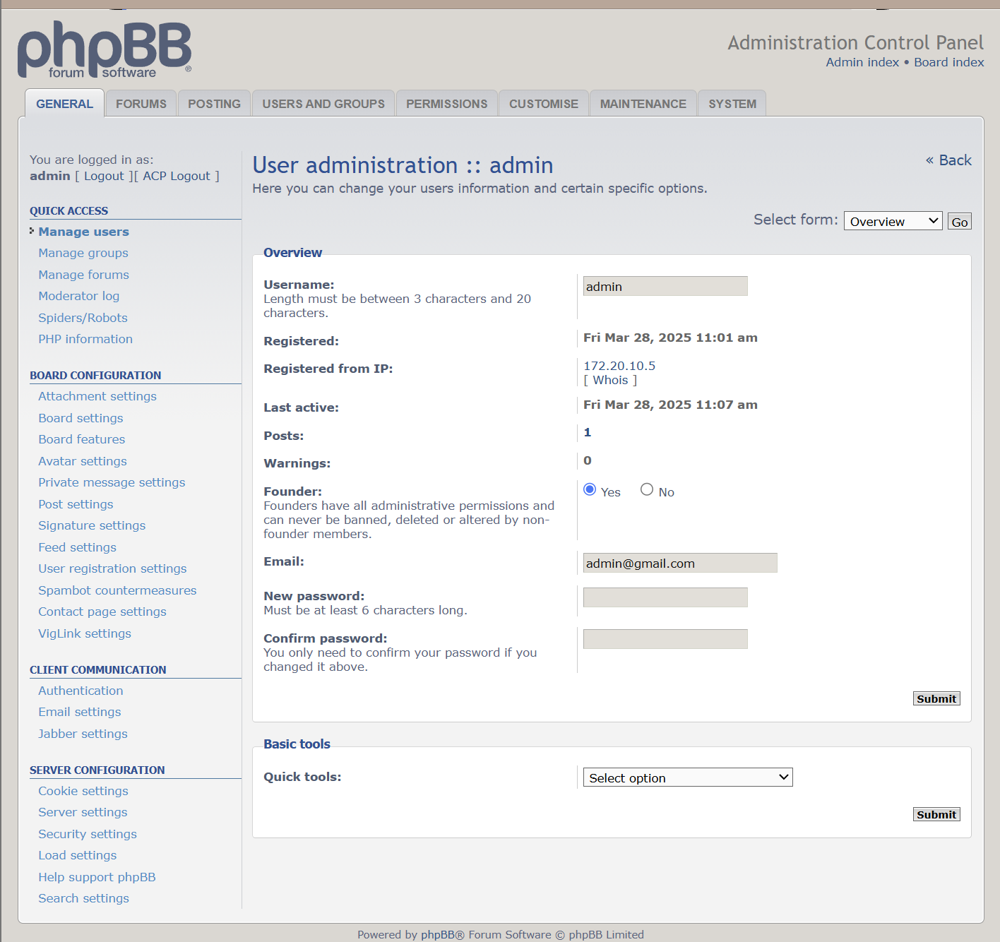 phpBB
forum software ®
Administration Control Panel
Admin index • Board index
GENERAL
FORUMS
POSTING
USERS AND GROUPS
PERMISSIONS
CUSTOMISE
MAINTENANCE
SYSTEM
You are logged in as:
admin [ Logout ][ ACP Logout ]
QUICK ACCESS
Manage users
Manage groups
Manage forums
Moderator log
Spiders/Robots
PHP information
BOARD CONFIGURATION
Attachment settings
Board settings
Board features
Avatar settings
Private message settings
Post settings
Signature settings
Feed settings
User registration settings
Spambot countermeasures
Contact page settings
VigLink settings
CLIENT COMMUNICATION
Authentication
Email settings
Jabber settings
SERVER CONFIGURATION
Cookie settings
Server settings
Security settings
Load settings
Help support phpBB
Search settings
« Back
User administration :: admin
Here you can change your users information and certain specific options.
Select form: Overview Go
Overview
Username: admin
Length must be between 3 characters and 20
characters.
Registered: Fri Mar 28, 2025 11:01 am
Registered from IP: 172.20.10.5
[ Whois ]
Last active: Fri Mar 28, 2025 11:07 am
Posts: 1
Warnings: 0
Founder: Yes No
Founders have all administrative permissions and
can never be banned, deleted or altered by non-
founder members.
Email: admin@gmail.com
New password:
Must be at least 6 characters long.
Confirm password:
You only need to confirm your password if you
changed it above.
Submit
Basic tools
Quick tools: Select option
Submit
Powered by phpBB® Forum Software © phpBB Limited